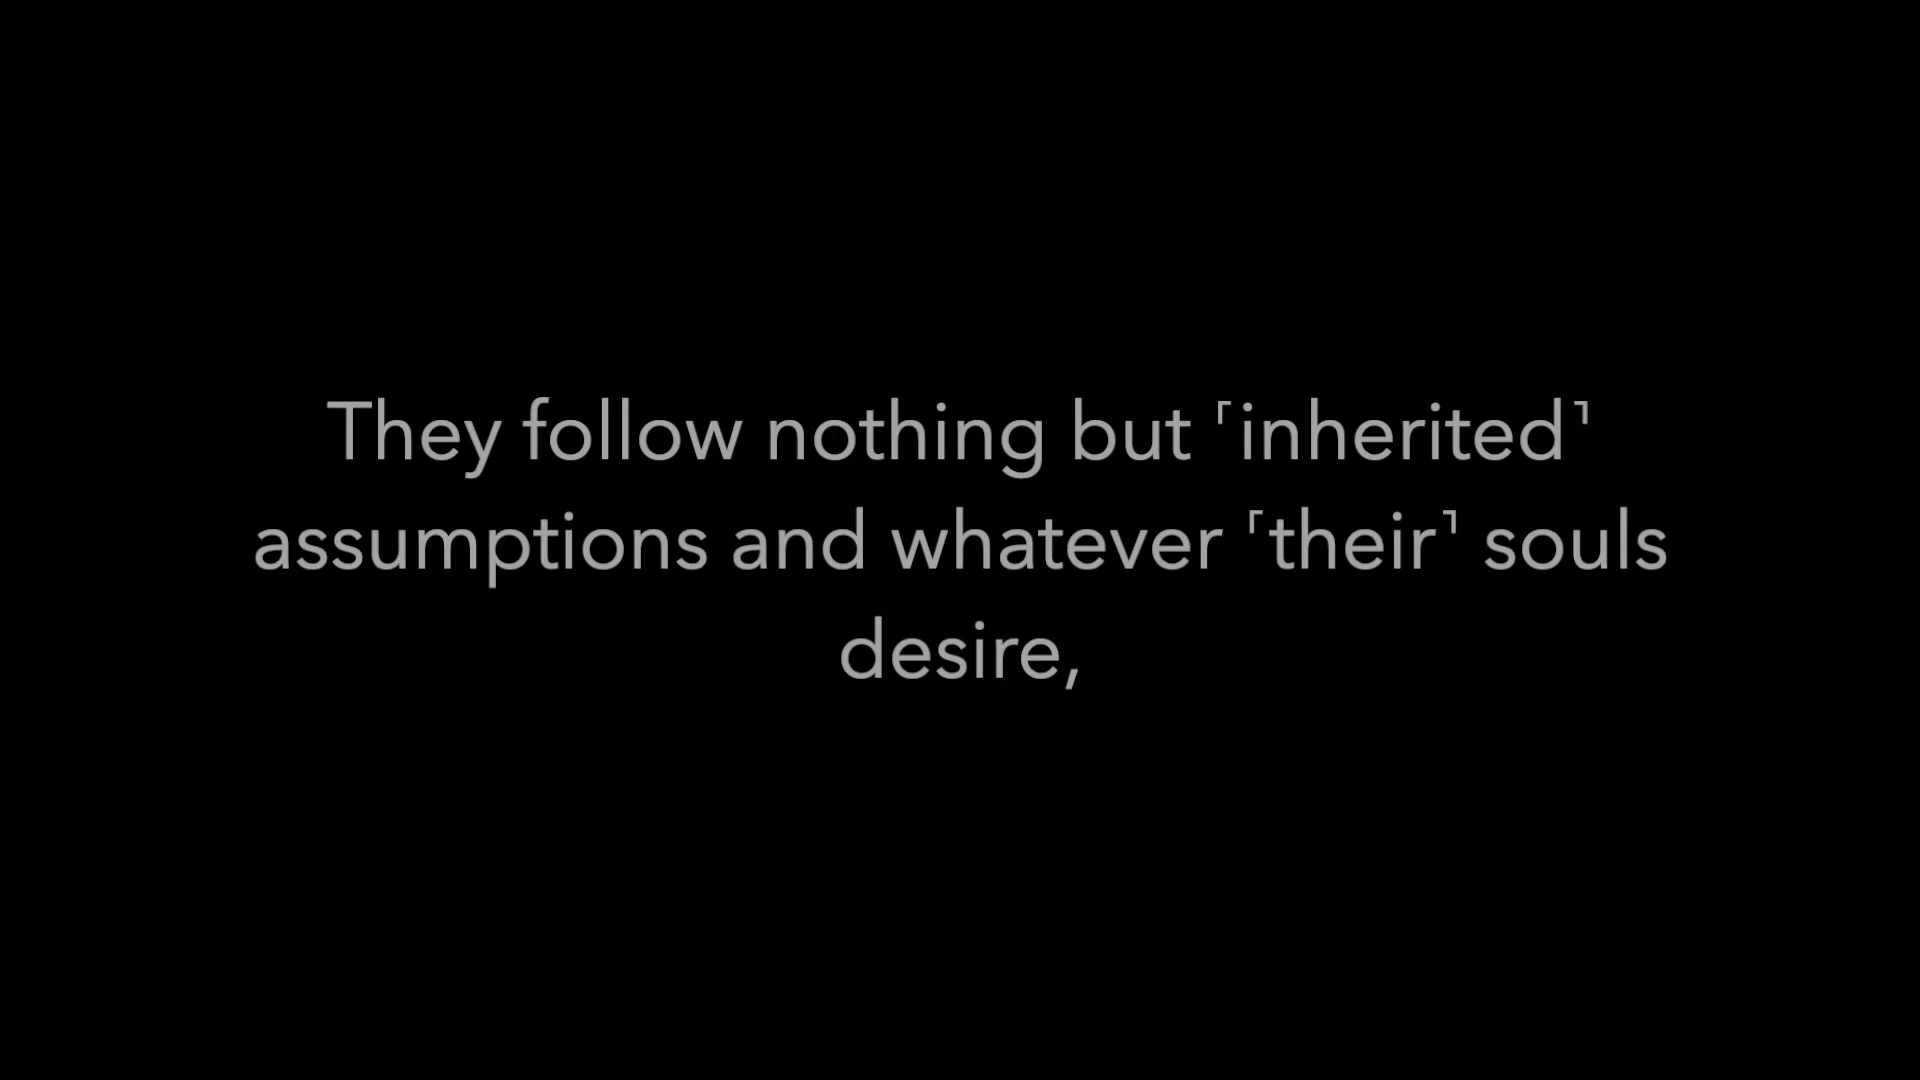 They follow nothing but ˹inherited˺
assumptions and whatever ˹their˺ souls
desire,